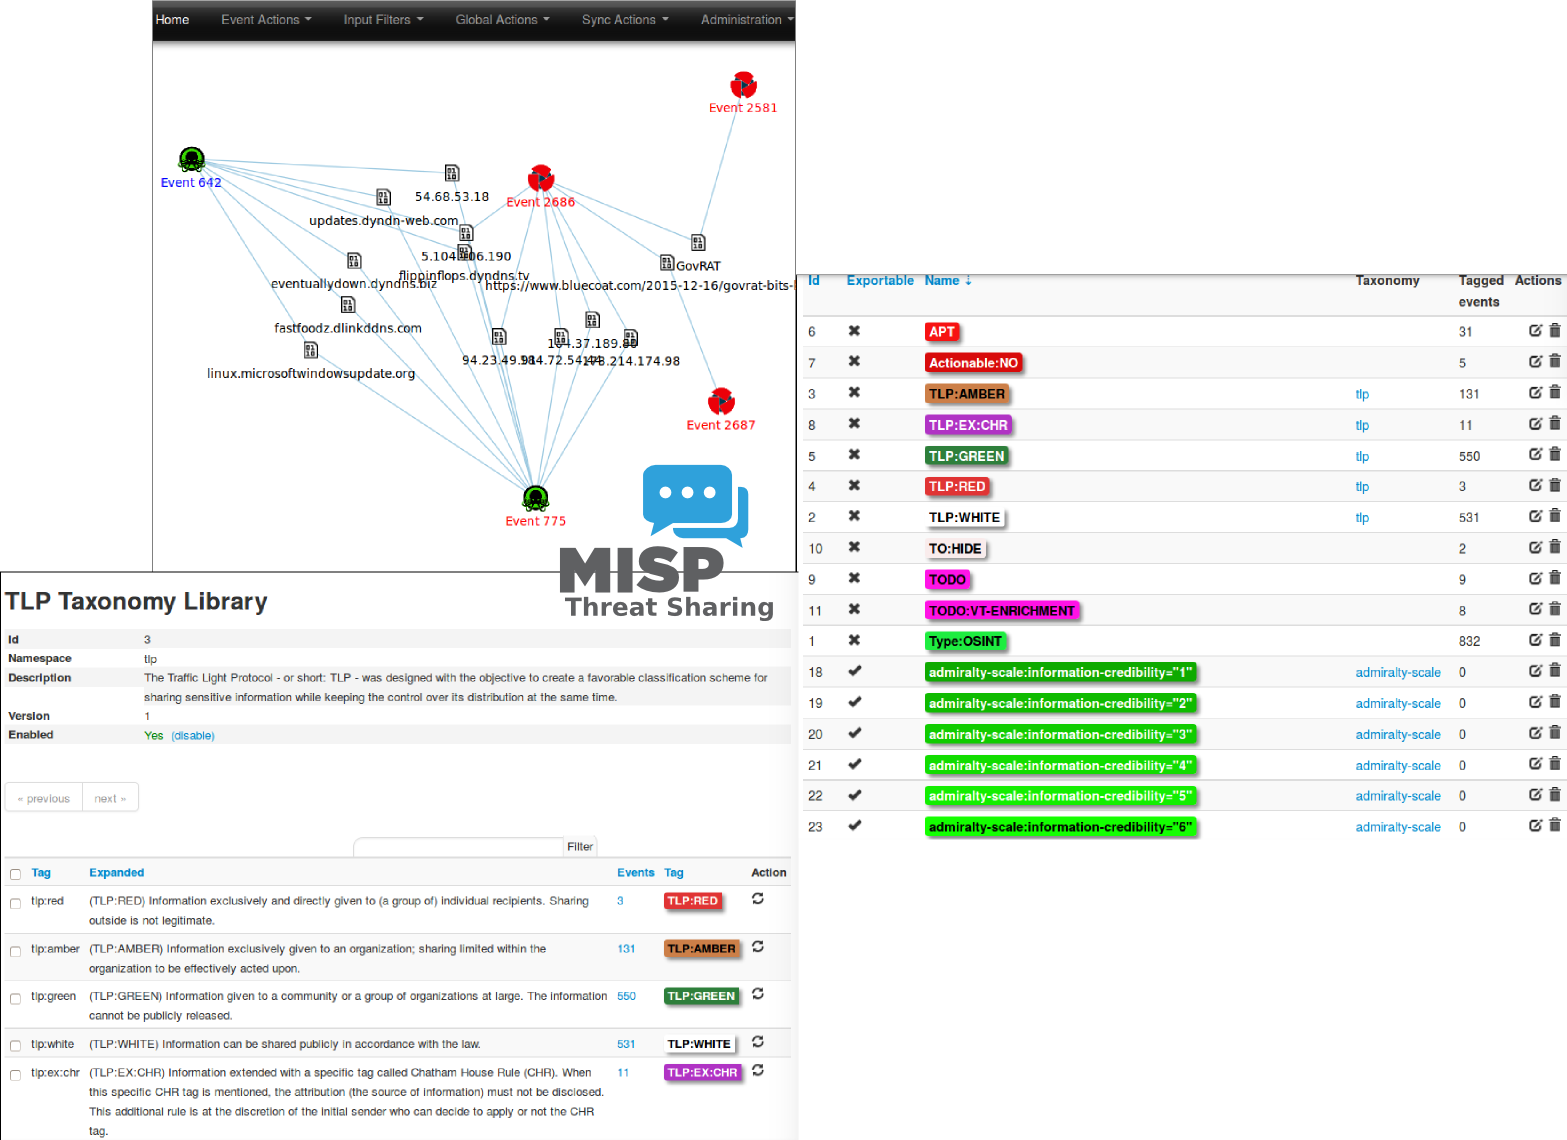 Home Event Actions Input Filters Global Actions Sync Actions Administration
Event 2581
Event 642
54.68.53.18
Event 2686
updates.dyndn-web.com
5.104.106.190
GovRAT
flippinflops.dyndns.tv
eventuallydown.dyndns.biz
https://www.bluecoat.com/2015-12-16/govrat-bits-
fastfoodz.dlinkddns.com
94.23.49.91
178.214.174.98
linux.microsoftwindowsupdate.org
Event 2687
Event 775
MISP
Threat Sharing
TLP Taxonomy Library
Id 3
Namespace tlp
Description The Traffic Light Protocol - or short: TLP - was designed with the objective to create a favorable classification scheme for
sharing sensitive information while keeping the control over its distribution at the same time.
Version 1
Enabled Yes (disable)
« previous next »
Filter
Tag Expanded Events Tag Action
tlp:red (TLP:RED) Information exclusively and directly given to (a group of) individual recipients. Sharing 3 TLP:RED
outside is not legitimate.
tlp:amber (TLP:AMBER) Information exclusively given to an organization; sharing limited within the 131 TLP:AMBER
organization to be effectively acted upon.
tlp:green (TLP:GREEN) Information given to a community or a group of organizations at large. The information 550 TLP:GREEN
cannot be publicly released.
tlp:white (TLP:WHITE) Information can be shared publicly in accordance with the law. 531 TLP:WHITE
tlp:ex:chr (TLP:EX:CHR) Information extended with a specific tag called Chatham House Rule (CHR). When 11 TLP:EX:CHR
this specific CHR tag is mentioned, the attribution (the source of information) must not be disclosed.
This additional rule is at the discretion of the initial sender who can decide to apply or not the CHR
tag.
Id Exportable Name ↓ Taxonomy Tagged Actions
events
6 APT 31
7 Actionable:NO 5
3 TLP:AMBER tlp 131
8 TLP:EX:CHR tlp 11
5 TLP:GREEN tlp 550
4 TLP:RED tlp 3
2 TLP:WHITE tlp 531
10 TO:HIDE 2
9 TODO 9
11 TODO:VT-ENRICHMENT 8
1 Type:OSINT 832
18 admiralty-scale:information-credibility="1" admiralty-scale 0
19 admiralty-scale:information-credibility="2" admiralty-scale 0
20 admiralty-scale:information-credibility="3" admiralty-scale 0
21 admiralty-scale:information-credibility="4" admiralty-scale 0
22 admiralty-scale:information-credibility="5" admiralty-scale 0
23 admiralty-scale:information-credibility="6" admiralty-scale 0